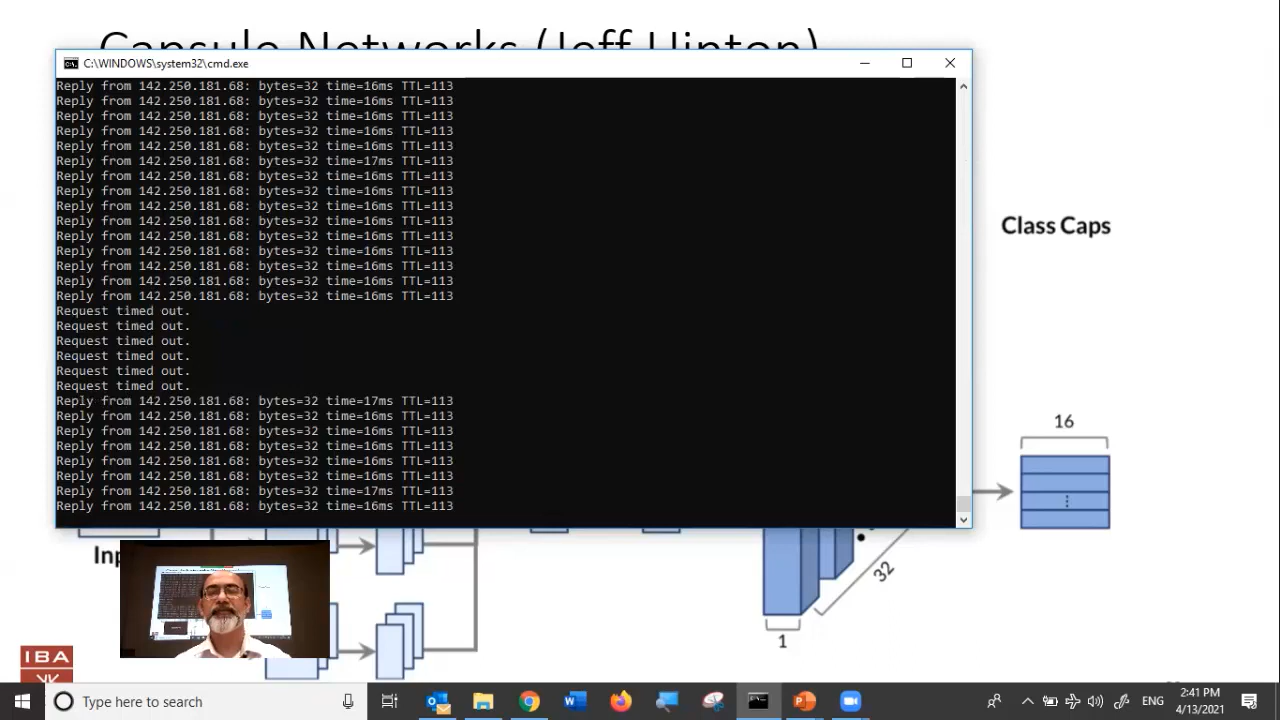 Capsule Networks (Jeff Hinton)
C:\WINDOWS\system32\cmd.exe
Reply from 142.250.181.68: bytes=32 time=16ms TTL=113
Reply from 142.250.181.68: bytes=32 time=16ms TTL=113
Reply from 142.250.181.68: bytes=32 time=16ms TTL=113
Reply from 142.250.181.68: bytes=32 time=16ms TTL=113
Reply from 142.250.181.68: bytes=32 time=16ms TTL=113
Reply from 142.250.181.68: bytes=32 time=17ms TTL=113
Reply from 142.250.181.68: bytes=32 time=16ms TTL=113
Reply from 142.250.181.68: bytes=32 time=16ms TTL=113
Reply from 142.250.181.68: bytes=32 time=16ms TTL=113
Reply from 142.250.181.68: bytes=32 time=16ms TTL=113
Reply from 142.250.181.68: bytes=32 time=16ms TTL=113
Reply from 142.250.181.68: bytes=32 time=16ms TTL=113
Reply from 142.250.181.68: bytes=32 time=16ms TTL=113
Reply from 142.250.181.68: bytes=32 time=16ms TTL=113
Reply from 142.250.181.68: bytes=32 time=16ms TTL=113
Request timed out.
Request timed out.
Request timed out.
Request timed out.
Request timed out.
Request timed out.
Reply from 142.250.181.68: bytes=32 time=17ms TTL=113
Reply from 142.250.181.68: bytes=32 time=16ms TTL=113
Reply from 142.250.181.68: bytes=32 time=16ms TTL=113
Reply from 142.250.181.68: bytes=32 time=16ms TTL=113
Reply from 142.250.181.68: bytes=32 time=16ms TTL=113
Reply from 142.250.181.68: bytes=32 time=16ms TTL=113
Reply from 142.250.181.68: bytes=32 time=17ms TTL=113
Reply from 142.250.181.68: bytes=32 time=16ms TTL=113
Class Caps
16
Inp
32
1
IBA
Type here to search
ENG
2:41 PM
4/13/2021